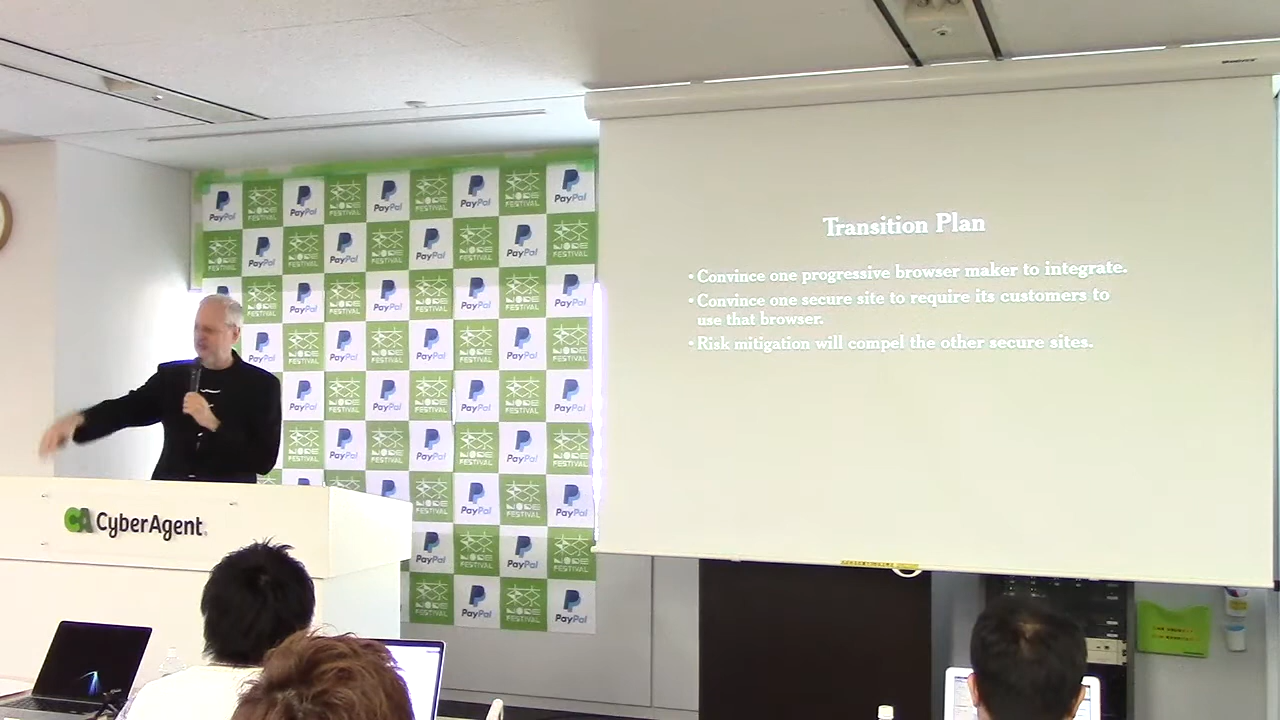 Transition Plan
• Convince one progressive browser maker to integrate.
• Convince one secure site to require its customers to
use that browser.
• Risk mitigation will compel the other secure sites.
PayPal
NODE
FESTIVAL
CA CyberAgent